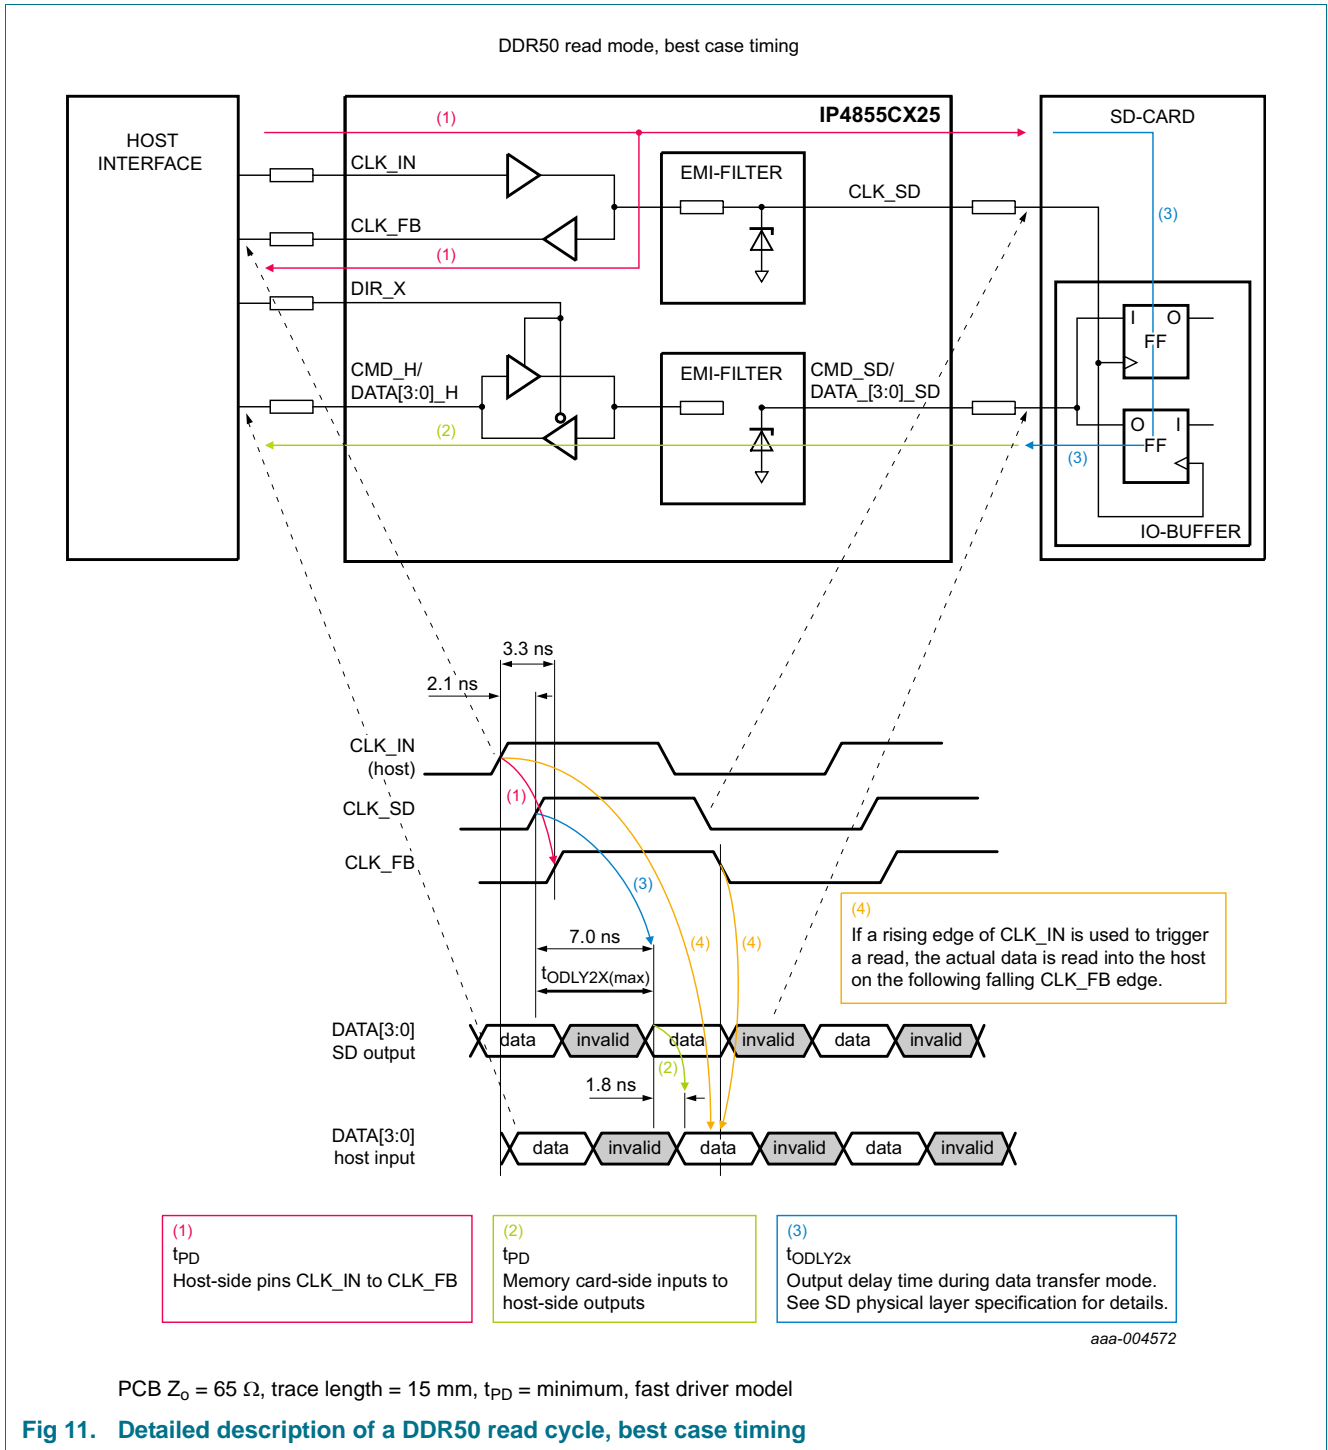 DDR50 read mode, best case timing
IP4855CX25
HOST
INTERFACE
SD-CARD
(1)
CLK_IN
EMI-FILTER
CLK_SD
(3)
CLK_FB
(1)
DIR_X
I O
FF
CMD_H/
DATA[3:0]_H
EMI-FILTER
CMD_SD/
DATA_[3:0]_SD
O I
FF
(2)
(3)
IO-BUFFER
3.3 ns
2.1 ns
CLK_IN
(host)
(1)
CLK_SD
CLK_FB
(3)
(4)
(4)
7.0 ns
tODLY2X(max)
(4)
If a rising edge of CLK_IN is used to trigger
a read, the actual data is read into the host
on the following falling CLK_FB edge.
DATA[3:0]
SD output
data invalid data invalid data invalid
(2)
1.8 ns
DATA[3:0]
host input
data invalid data invalid data invalid
(1)
tPD
Host-side pins CLK_IN to CLK_FB
(2)
tPD
Memory card-side inputs to
host-side outputs
(3)
tODLY2x
Output delay time during data transfer mode.
See SD physical layer specification for details.
aaa-004572
PCB Zo = 65 Ω, trace length = 15 mm, tPD = minimum, fast driver model
Fig 11. Detailed description of a DDR50 read cycle, best case timing